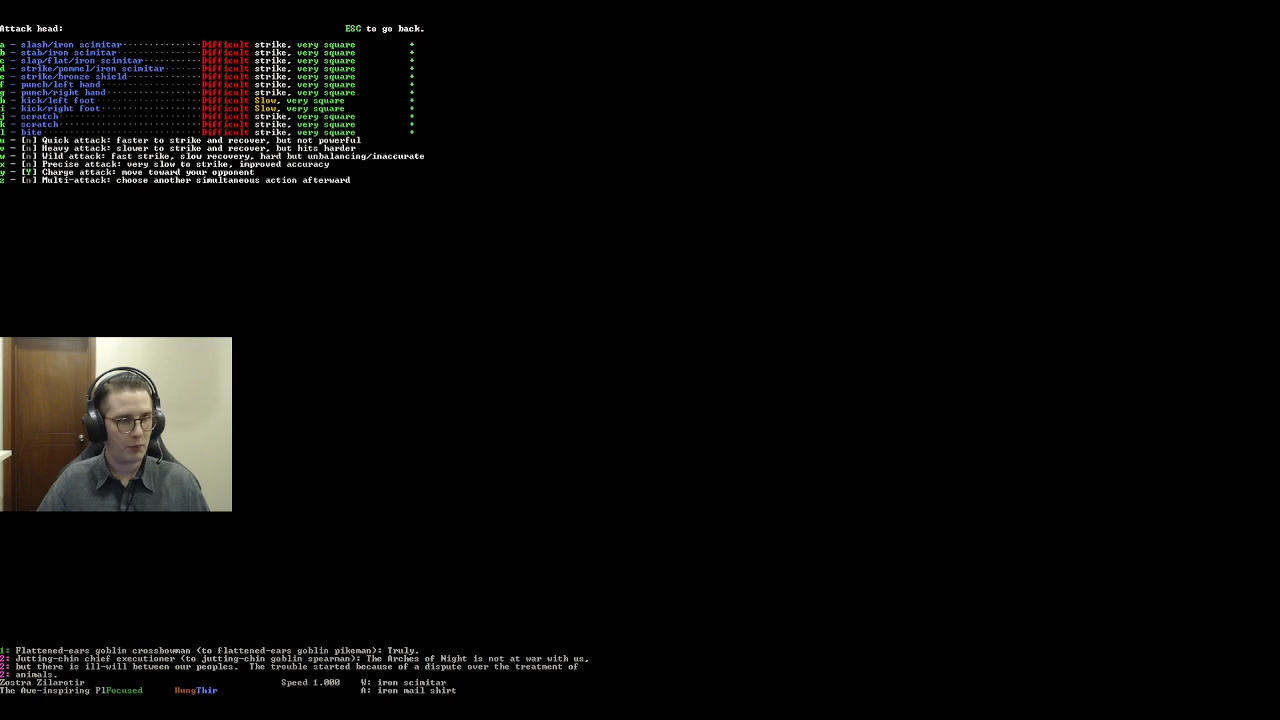 Attack head: ESC to go back.
a - slash/iron scimitar Difficult strike, very square +
b - stab/iron scimitar Difficult strike, very square +
c - slap/flat/iron scimitar Difficult strike, very square +
d - strike/pommel/iron scimitar Difficult strike, very square +
e - strike/bronze shield Difficult strike, very square +
f - punch/left hand Difficult strike, very square +
g - punch/right hand Difficult strike, very square +
h - kick/left foot Difficult Slow, very square +
i - kick/right foot Difficult Slow, very square +
j - scratch Difficult strike, very square +
k - scratch Difficult strike, very square +
l - bite Difficult strike, very square +
u - [n] Quick attack: faster to strike and recover, but not powerful
v - [n] Heavy attack: slower to strike and recover, but hits harder
w - [n] Wild attack: fast strike, slow recovery, hard but unbalancing/inaccurate
x - [n] Precise attack: very slow to strike, improved accuracy
y - [Y] Charge attack: move toward your opponent
z - [n] Multi-attack: choose another simultaneous action afterward
1: Flattened-ears goblin crossbowman (to flattened-ears goblin pikeman): Truly.
2: Jutting-chin chief executioner (to jutting-chin goblin spearman): The Arches of Night is not at war with us,
2: but there is ill-will between our peoples. The trouble started because of a dispute over the treatment of
2: animals.
Zostra Zilarotir Speed 1.000 W: iron scimitar
The Awe-inspiring PlFocused HungThir A: iron mail shirt